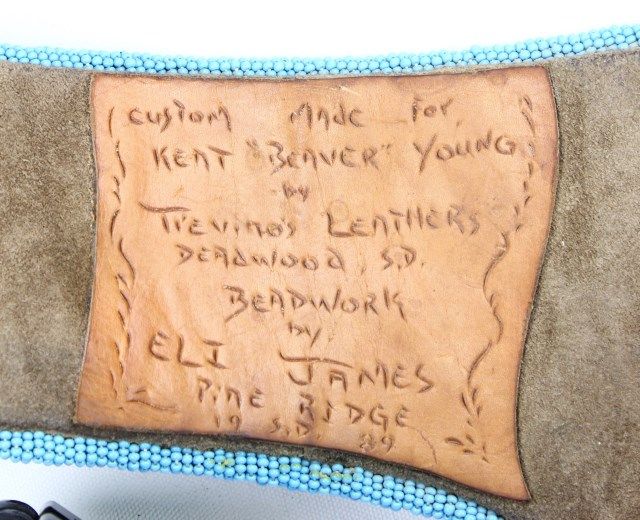 CUSTOM MADE FOR
KENT "BEAVER" YOUNG
by
TREVINO'S LEATHERS
DEADWOOD, S.D.
BEADWORK
by
ELI JAMES
PINE RIDGE
19 S.D. 89